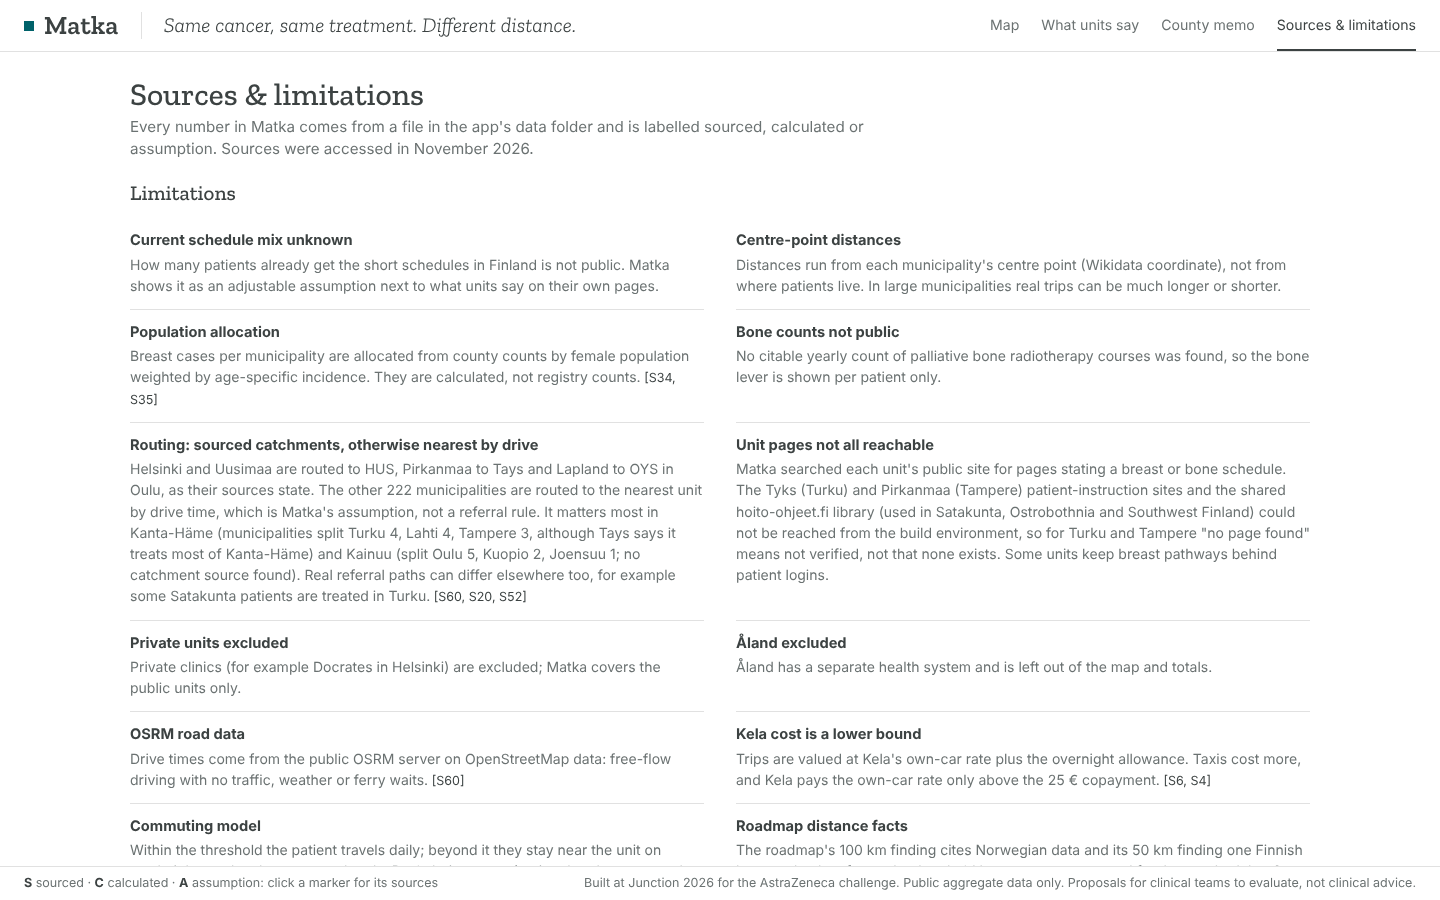 Matka
Same cancer, same treatment. Different distance.
Map
What units say
County memo
Sources & limitations
Sources & limitations
Every number in Matka comes from a file in the app's data folder and is labelled sourced, calculated or
assumption. Sources were accessed in November 2026.
Limitations
Current schedule mix unknown
How many patients already get the short schedules in Finland is not public. Matka
shows it as an adjustable assumption next to what units say on their own pages.
Centre-point distances
Distances run from each municipality's centre point (Wikidata coordinate), not from
where patients live. In large municipalities real trips can be much longer or shorter.
Population allocation
Breast cases per municipality are allocated from county counts by female population
weighted by age-specific incidence. They are calculated, not registry counts. [S34,
S35]
Bone counts not public
No citable yearly count of palliative bone radiotherapy courses was found, so the bone
lever is shown per patient only.
Routing: sourced catchments, otherwise nearest by drive
Helsinki and Uusimaa are routed to HUS, Pirkanmaa to Tays and Lapland to OYS in
Oulu, as their sources state. The other 222 municipalities are routed to the nearest unit
by drive time, which is Matka's assumption, not a referral rule. It matters most in
Kanta-Häme (municipalities split Turku 4, Lahti 4, Tampere 3, although Tays says it
treats most of Kanta-Häme) and Kainuu (split Oulu 5, Kuopio 2, Joensuu 1; no
catchment source found). Real referral paths can differ elsewhere too, for example
some Satakunta patients are treated in Turku. [S60, S20, S52]
Unit pages not all reachable
Matka searched each unit's public site for pages stating a breast or bone schedule.
The Tyks (Turku) and Pirkanmaa (Tampere) patient-instruction sites and the shared
hoito-ohjeet.fi library (used in Satakunta, Ostrobothnia and Southwest Finland) could
not be reached from the build environment, so for Turku and Tampere "no page found"
means not verified, not that none exists. Some units keep breast pathways behind
patient logins.
Private units excluded
Private clinics (for example Docrates in Helsinki) are excluded; Matka covers the
public units only.
Åland excluded
Åland has a separate health system and is left out of the map and totals.
OSRM road data
Drive times come from the public OSRM server on OpenStreetMap data: free-flow
driving with no traffic, weather or ferry waits. [S60]
Kela cost is a lower bound
Trips are valued at Kela's own-car rate plus the overnight allowance. Taxis cost more,
and Kela pays the own-car rate only above the 25 € copayment. [S6, S4]
Commuting model
Within the threshold the patient travels daily; beyond it they stay near the unit on
Roadmap distance facts
The roadmap's 100 km finding cites Norwegian data and its 50 km finding one Finnish
S sourced · C calculated · A assumption: click a marker for its sources
Built at Junction 2026 for the AstraZeneca challenge. Public aggregate data only. Proposals for clinical teams to evaluate, not clinical advice.